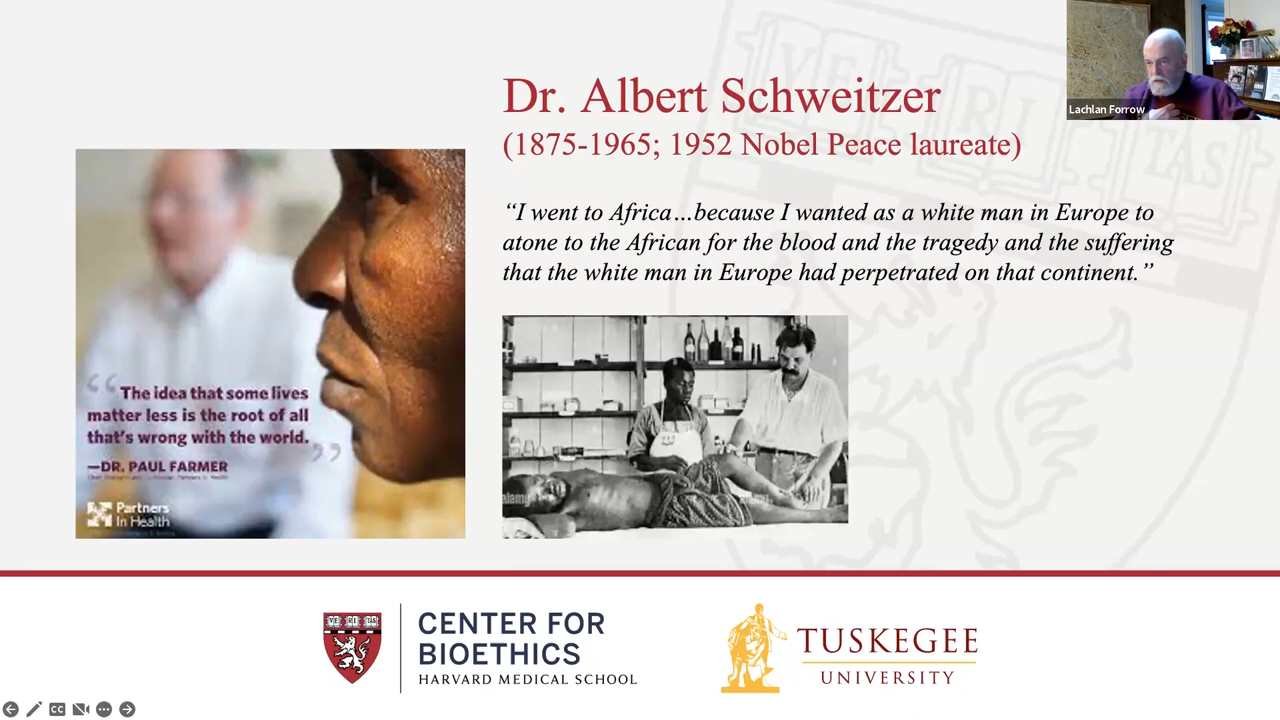 Dr. Albert Schweitzer
(1875-1965; 1952 Nobel Peace laureate)
Lachlan Forrow
“I went to Africa...because I wanted as a white man in Europe to
atone to the African for the blood and the tragedy and the suffering
that the white man in Europe had perpetrated on that continent.”
“The idea that some lives
matter less is the root of all
that’s wrong with the world.”
—DR. PAUL FARMER
Partners
In Health
alamy
alamy
VE RI TAS
CENTER FOR
BIOETHICS
HARVARD MEDICAL SCHOOL
TUSKEGEE
UNIVERSITY